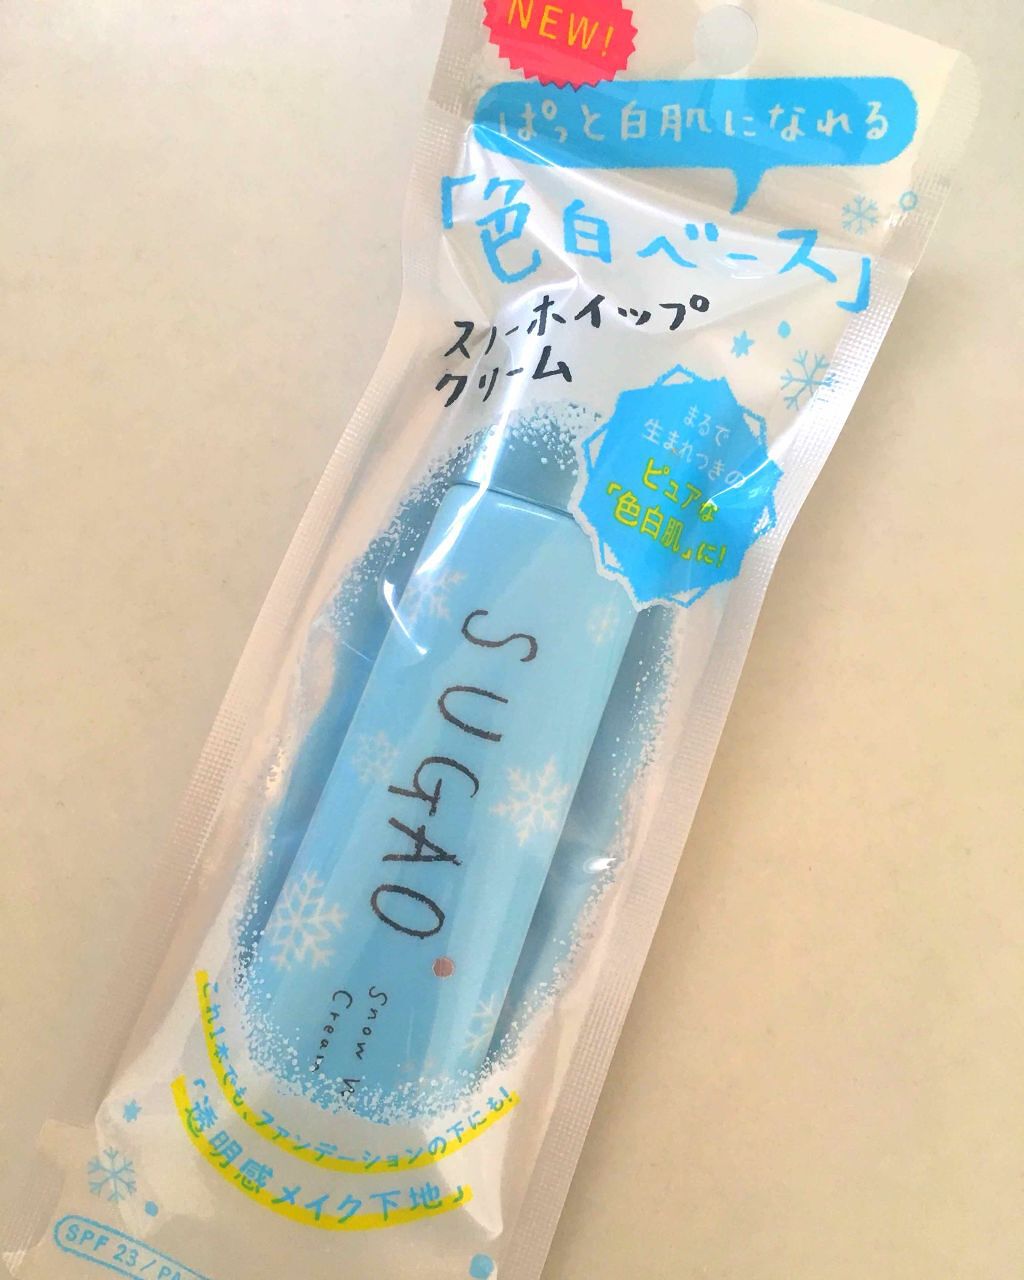 NEW!
ぱっと白肌になれる
「色白ベース」
スノーホイップ
クリーム
まるで
生まれつきの
ピュアな
「色白肌」に!
SUGAO
Snow
Cream
これ1本でも、ファンデーションの下にも!
「透明感メイク下地」
SPF 23 / PA